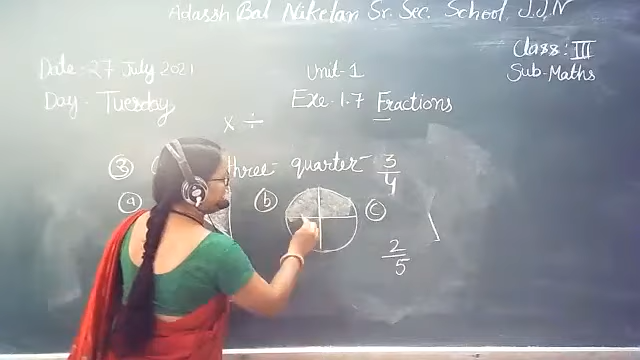 Adarsh Bal Niketan Sr. Sec. School, JJN
Class: III
Date - 27 July 2021 Unit-1 Sub-Maths
Day - Tuesday Exe-1.7 Fractions
× ÷
③ three- quarter- 3/4
ⓐ ⓑ ⓒ
2/5